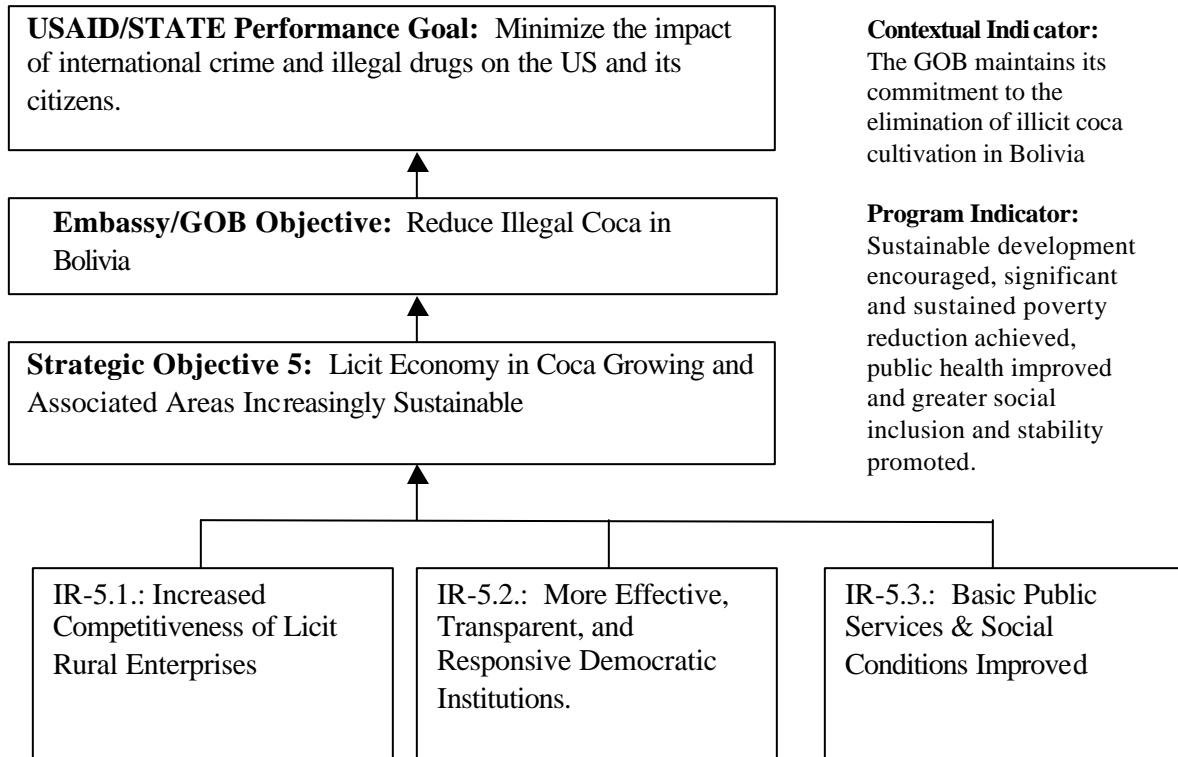 USAID/STATE Performance Goal: Minimize the impact
of international crime and illegal drugs on the US and its
citizens.
Contextual Indicator:
The GOB maintains its
commitment to the
elimination of illicit coca
cultivation in Bolivia
Embassy/GOB Objective: Reduce Illegal Coca in
Bolivia
Program Indicator:
Sustainable development
encouraged, significant
and sustained poverty
reduction achieved,
public health improved
and greater social
inclusion and stability
promoted.
Strategic Objective 5: Licit Economy in Coca Growing and
Associated Areas Increasingly Sustainable
IR-5.1.: Increased
Competitiveness of Licit
Rural Enterprises
IR-5.2.: More Effective,
Transparent, and
Responsive Democratic
Institutions.
IR-5.3.: Basic Public
Services & Social
Conditions Improved